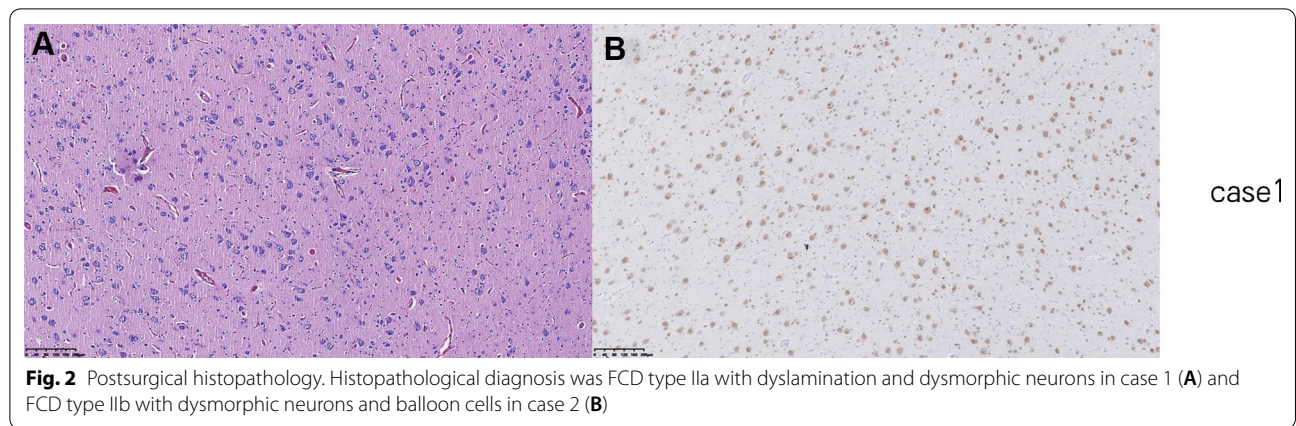 A
B
case1
Fig. 2 Postsurgical histopathology. Histopathological diagnosis was FCD type IIa with dyslamination and dysmorphic neurons in case 1 (A) and
FCD type IIb with dysmorphic neurons and balloon cells in case 2 (B)